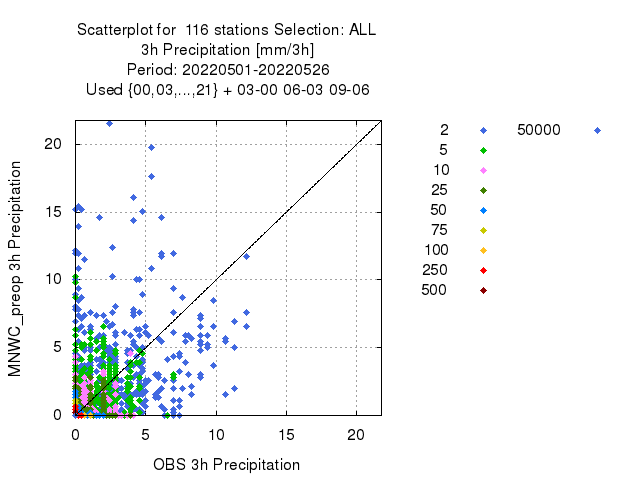 Scatterplot for 116 stations Selection: ALL
3h Precipitation [mm/3h]
Period: 20220501-20220526
Used {00,03,...,21} + 03-00 06-03 09-06
MNWC_preop 3h Precipitation
20
15
10
5
0
0 5 10 15 20
OBS 3h Precipitation
2 50000
5
10
25
50
75
100
250
500